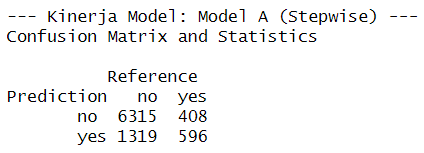 --- Kinerja Model: Model A (Stepwise) ---
Confusion Matrix and Statistics
Reference
Prediction no yes
no 6315 408
yes 1319 596